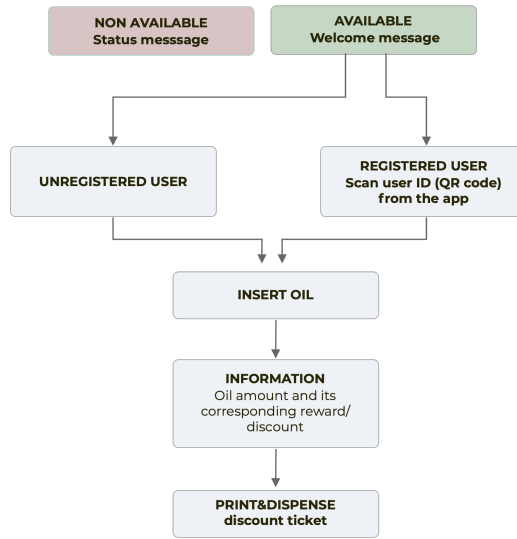 NON AVAILABLE
Status messsage
AVAILABLE
Welcome message
UNREGISTERED USER
REGISTERED USER
Scan user ID (QR code)
from the app
INSERT OIL
INFORMATION
Oil amount and its
corresponding reward/
discount
PRINT&DISPENSE
discount ticket